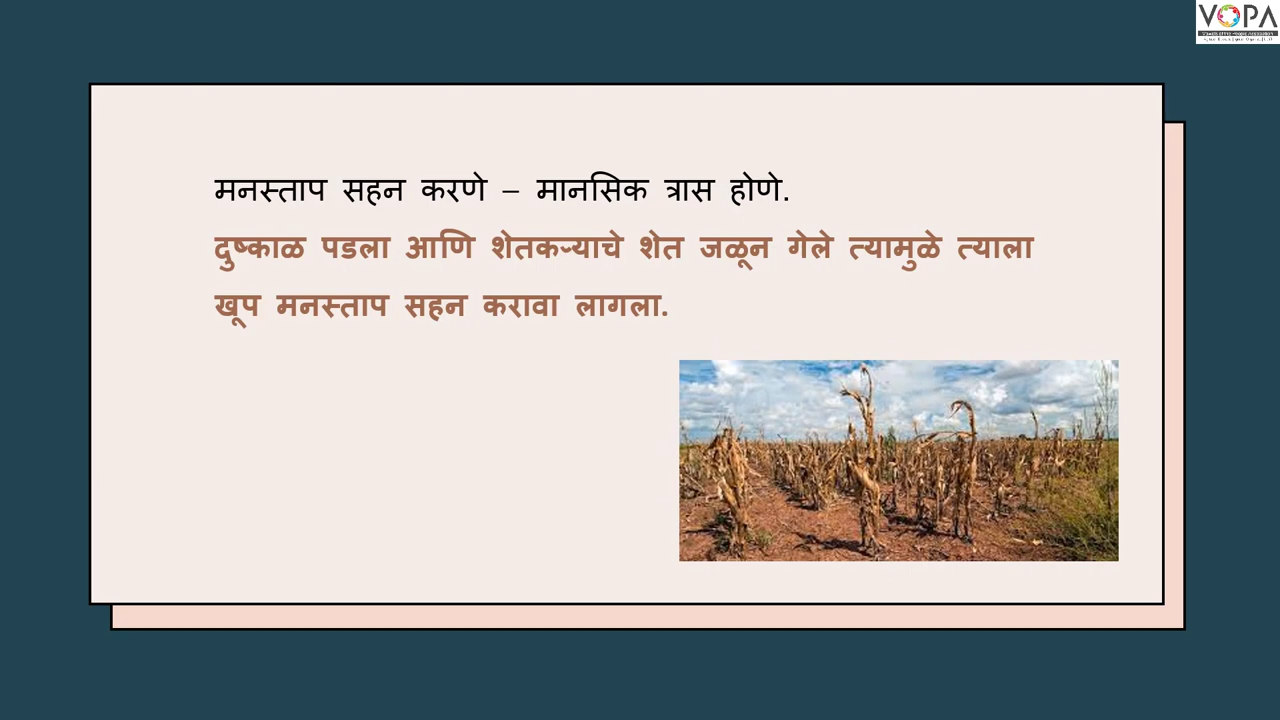 VOPA
मनस्ताप सहन करणे – मानसिक त्रास होणे.
दुष्काळ पडला आणि शेतकऱ्याचे शेत जळून गेले त्यामुळे त्याला
खूप मनस्ताप सहन करावा लागला.